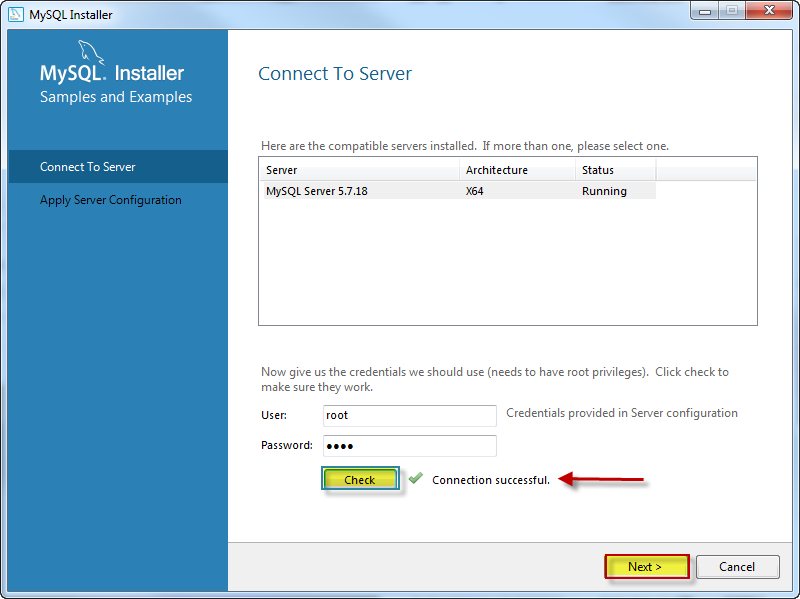 MySQL Installer
MySQL. Installer
Samples and Examples
Connect To Server
Apply Server Configuration
Connect To Server
Here are the compatible servers installed.  If more than one, please select one.
Server Architecture Status
MySQL Server 5.7.18 X64 Running
Now give us the credentials we should use (needs to have root privileges).  Click check to
make sure they work.
User: root Credentials provided in Server configuration
Password: ●●●●
Check Connection successful.
Next > Cancel